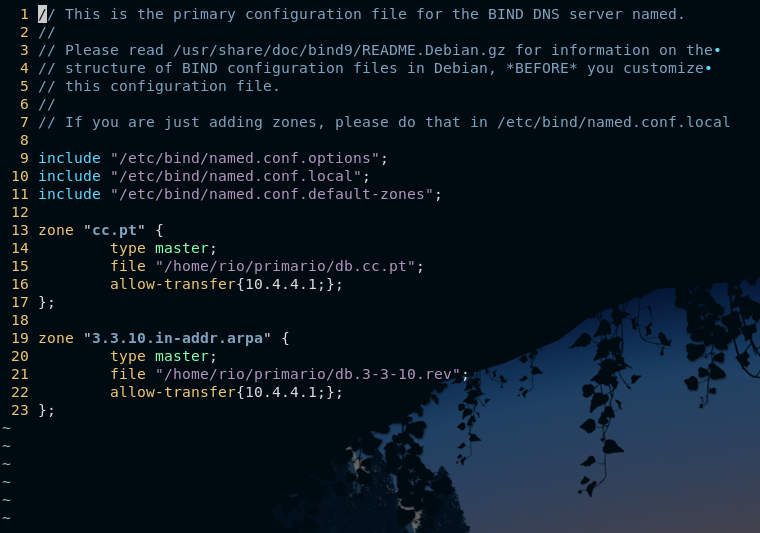 1 // This is the primary configuration file for the BIND DNS server named.
2 //
3 // Please read /usr/share/doc/bind9/README.Debian.gz for information on the•
4 // structure of BIND configuration files in Debian, *BEFORE* you customize•
5 // this configuration file.
6 //
7 // If you are just adding zones, please do that in /etc/bind/named.conf.local
8
9 include "/etc/bind/named.conf.options";
10 include "/etc/bind/named.conf.local";
11 include "/etc/bind/named.conf.default-zones";
12
13 zone "cc.pt" {
14         type master;
15         file "/home/rio/primario/db.cc.pt";
16         allow-transfer{10.4.4.1;};
17 };
18
19 zone "3.3.10.in-addr.arpa" {
20         type master;
21         file "/home/rio/primario/db.3-3-10.rev";
22         allow-transfer{10.4.4.1;};
23 };
~
~
~
~
~
~